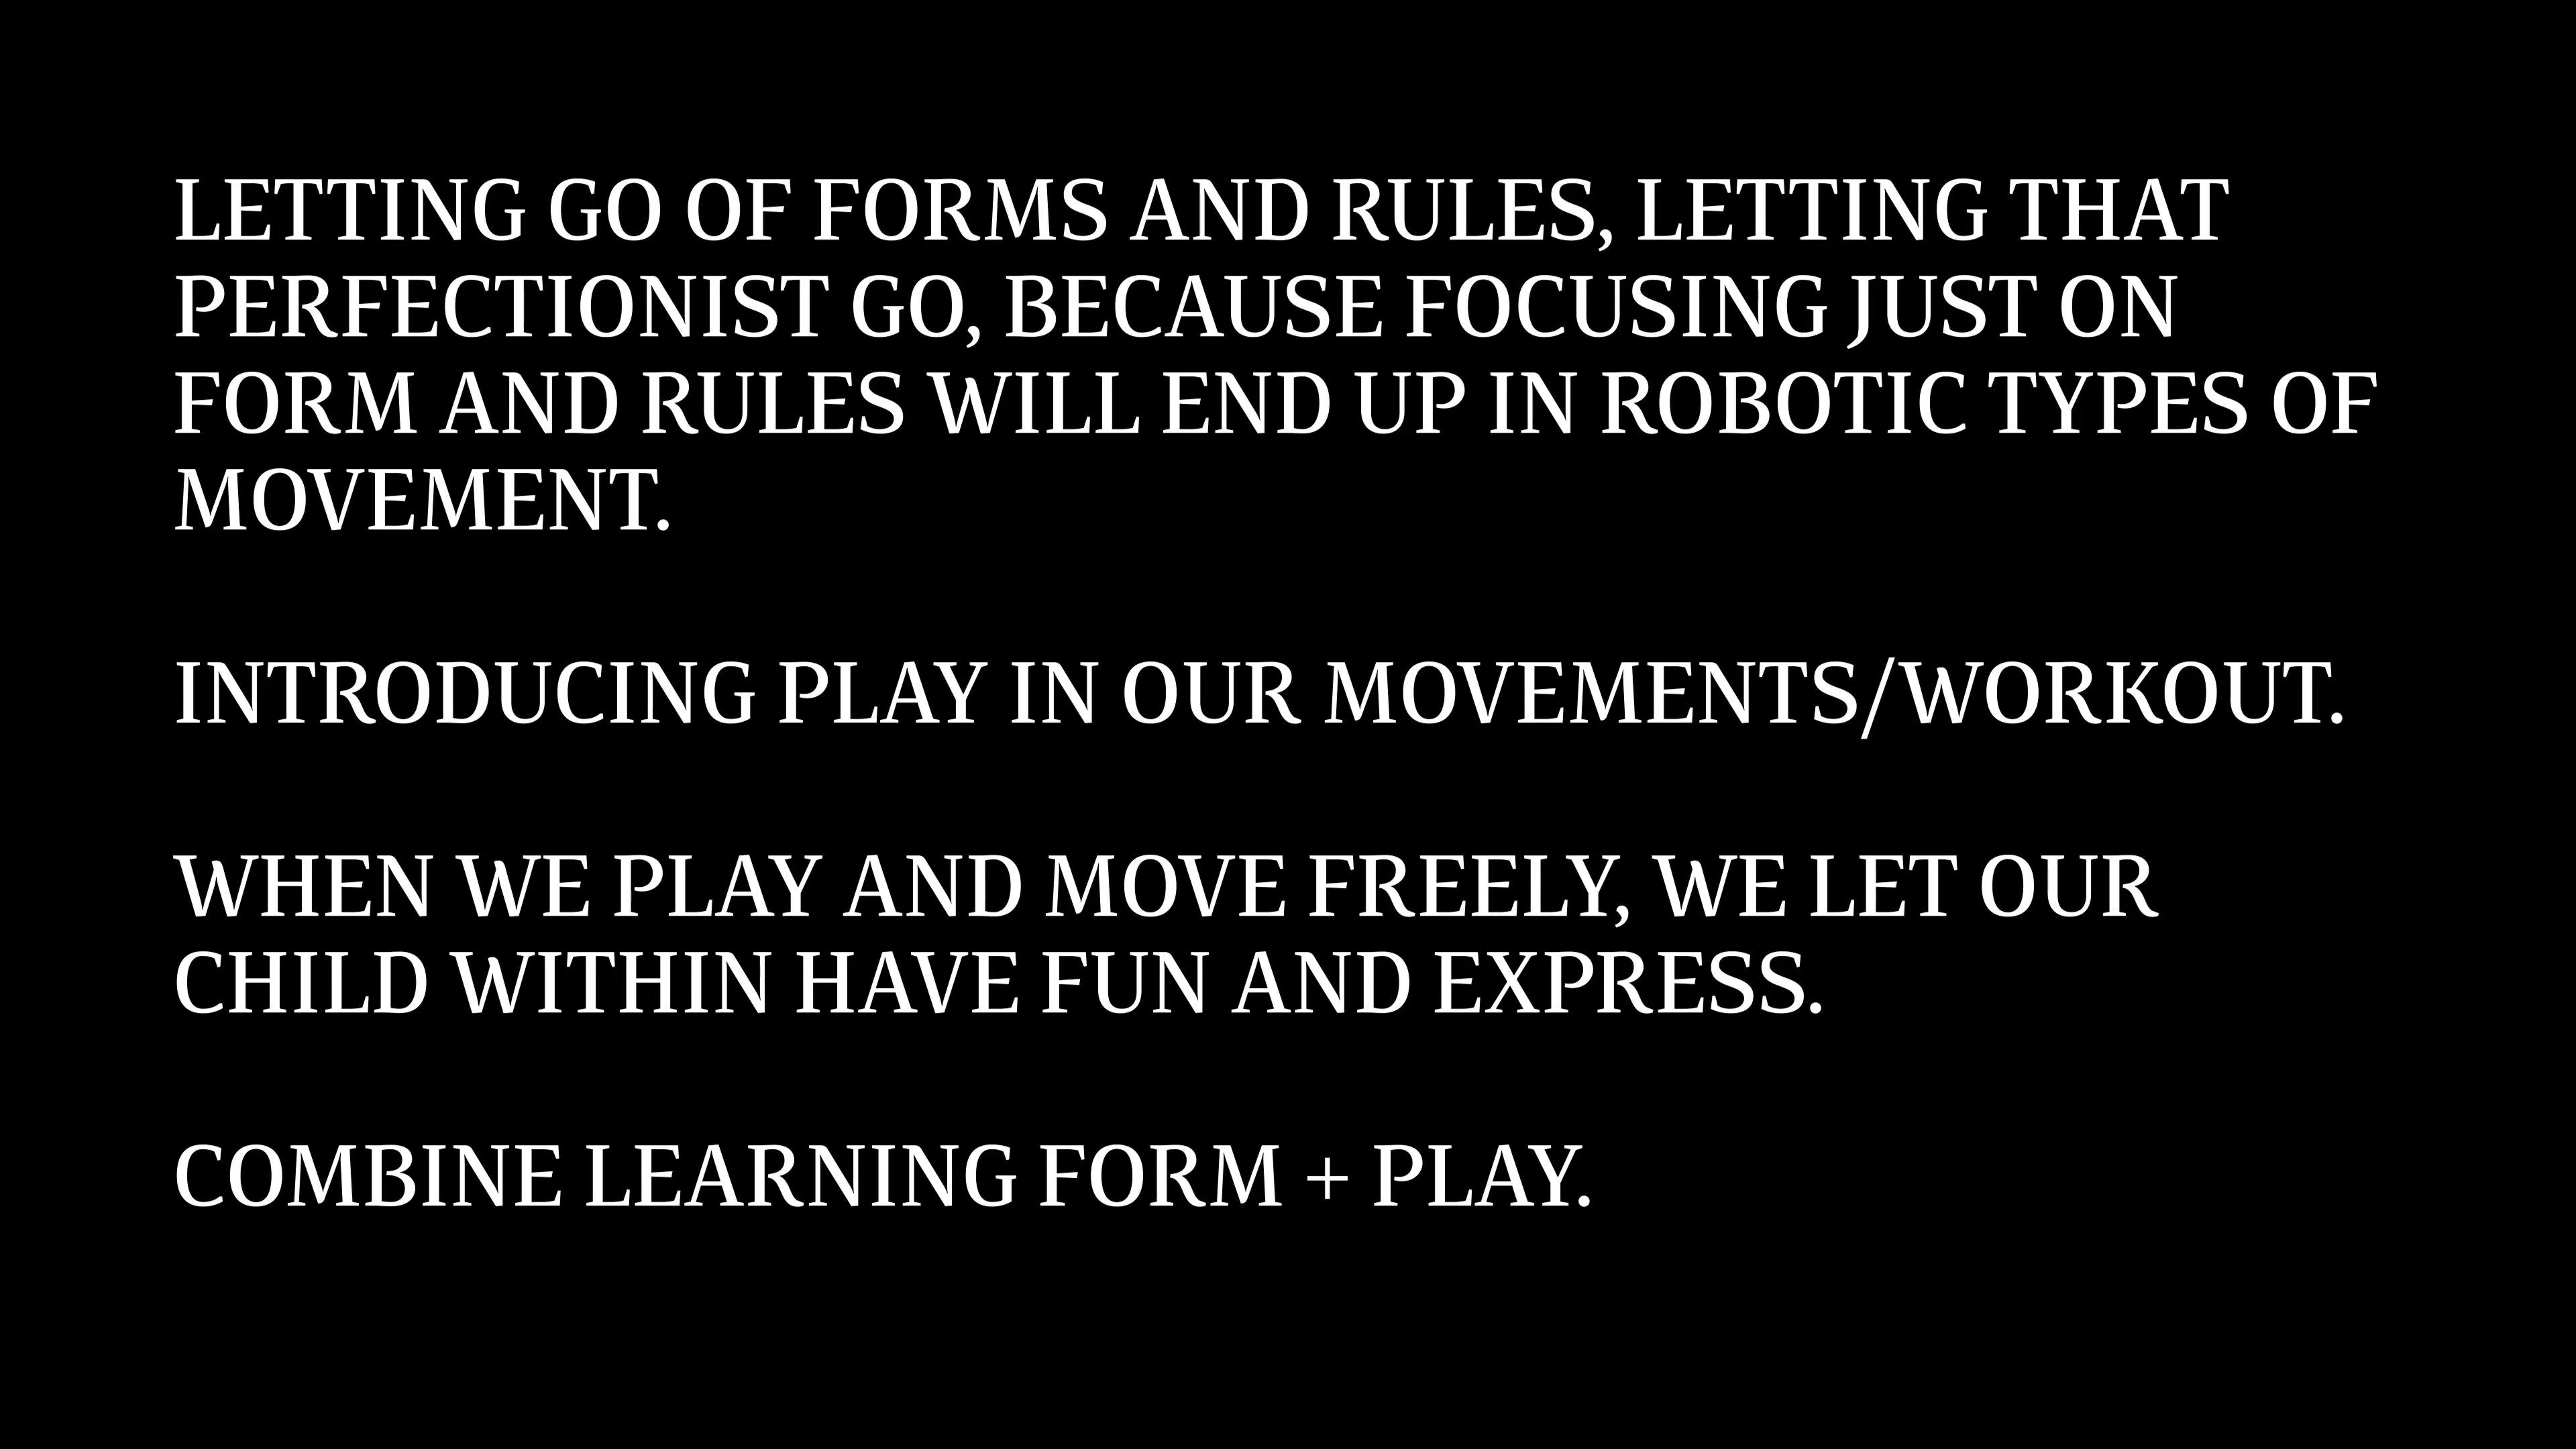 LETTING GO OF FORMS AND RULES, LETTING THAT
PERFECTIONIST GO, BECAUSE FOCUSING JUST ON
FORM AND RULES WILL END UP IN ROBOTIC TYPES OF
MOVEMENT.
INTRODUCING PLAY IN OUR MOVEMENTS/WORKOUT.
WHEN WE PLAY AND MOVE FREELY, WE LET OUR
CHILD WITHIN HAVE FUN AND EXPRESS.
COMBINE LEARNING FORM + PLAY.